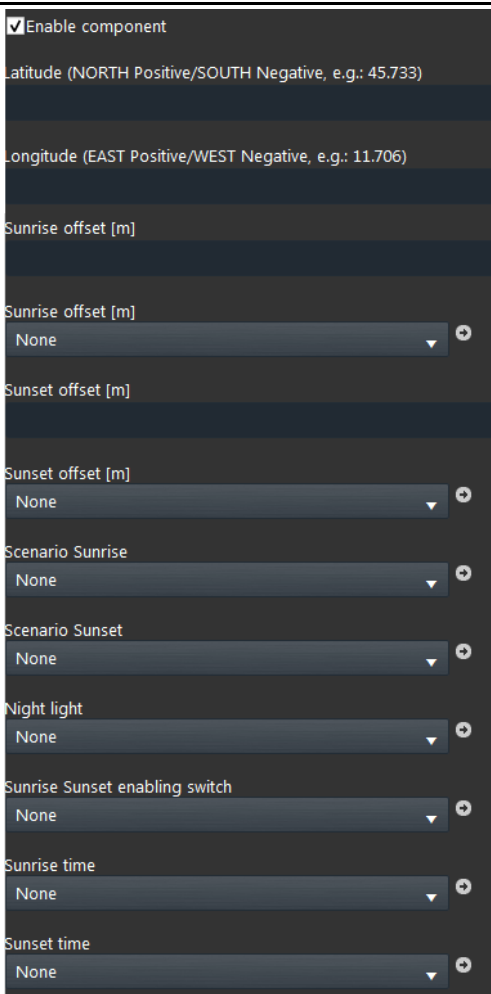 Enable component
Latitude (NORTH Positive/SOUTH Negative, e.g.: 45.733)
Longitude (EAST Positive/WEST Negative, e.g.: 11.706)
Sunrise offset [m]
Sunrise offset [m]
None
Sunset offset [m]
Sunset offset [m]
None
Scenario Sunrise
None
Scenario Sunset
None
Night light
None
Sunrise Sunset enabling switch
None
Sunrise time
None
Sunset time
None